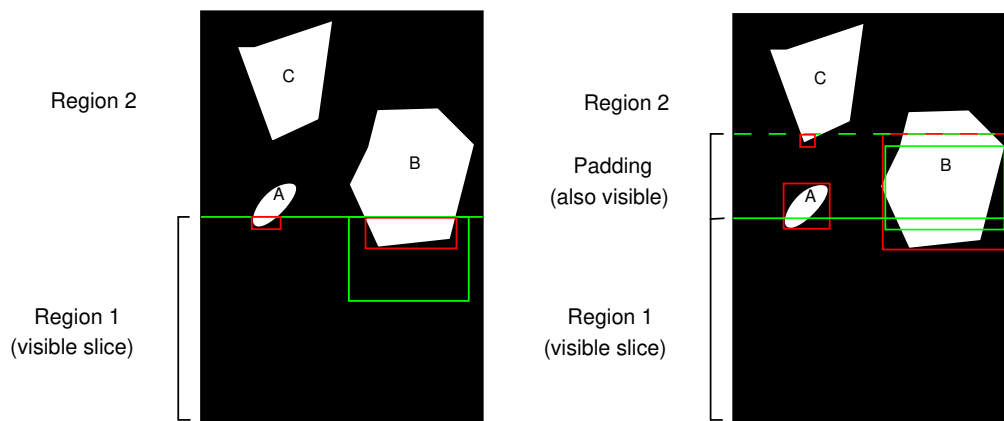 C
Region 2
B
A
Region 1
(visible slice)
C
Region 2
Padding
(also visible)
B
A
Region 1
(visible slice)